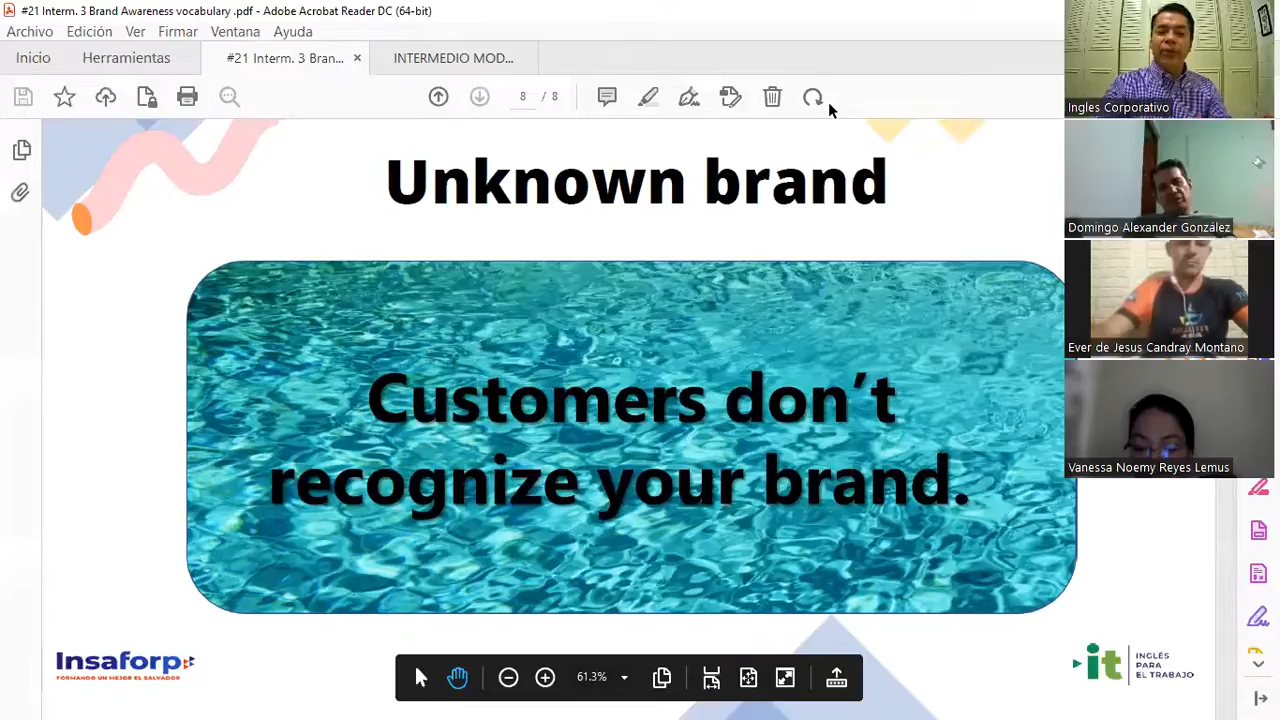 #21 Interm. 3 Brand Awareness vocabulary .pdf - Adobe Acrobat Reader DC (64-bit)
Archivo Edición Ver Firmar Ventana Ayuda
Inicio Herramientas #21 Interm. 3 Bran... × INTERMEDIO MOD...
8 / 8
Unknown brand
Customers don't
recognize your brand.
Insaforp
FORMANDO UN MEJOR EL SALVADOR
it INGLÉS
PARA
EL TRABAJO
61.3%
Ingles Corporativo
Domingo Alexander González
Ever de Jesus Candray Montano
Vanessa Noemy Reyes Lemus